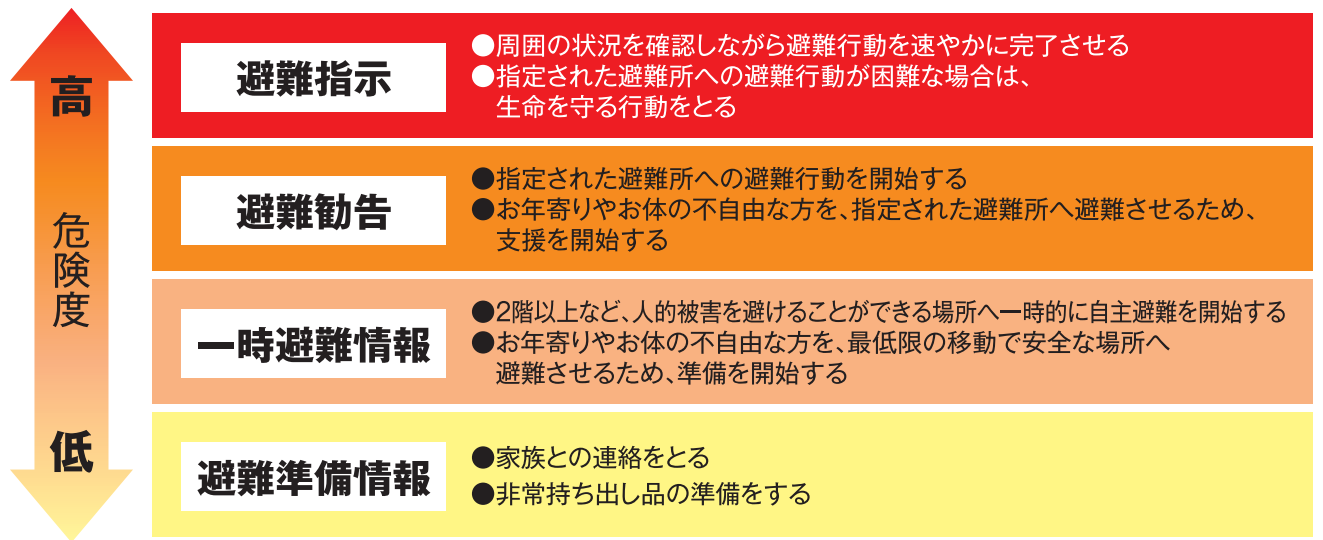 高
危険度
低
避難指示
●周囲の状況を確認しながら避難行動を速やかに完了させる
●指定された避難所への避難行動が困難な場合は、
生命を守る行動をとる
避難勧告
●指定された避難所への避難行動を開始する
●お年寄りやお体の不自由な方を、指定された避難所へ避難させるため、
支援を開始する
一時避難情報
●2階以上など、人的被害を避けることができる場所へ一時的に自主避難を開始する
●お年寄りやお体の不自由な方を、最低限の移動で安全な場所へ
避難させるため、準備を開始する
避難準備情報
●家族との連絡をとる
●非常持ち出し品の準備をする